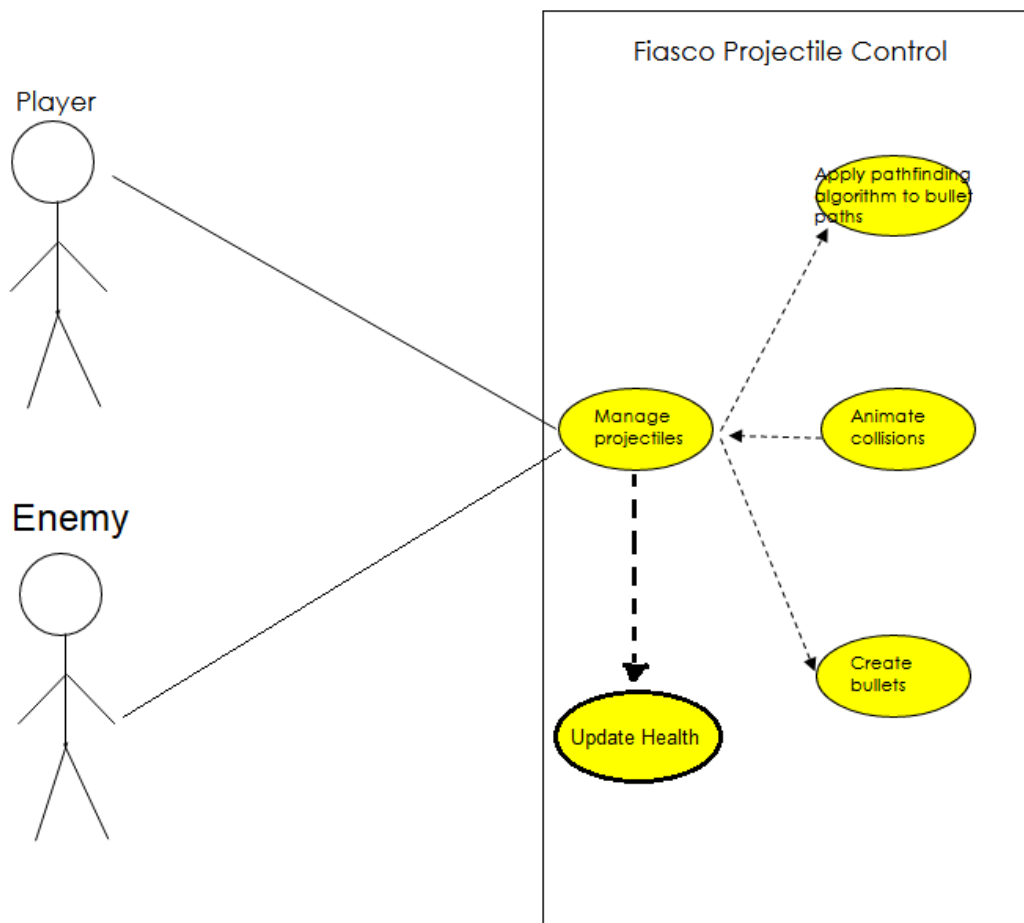 Fiasco Projectile Control
Player
Apply pathfinding
algorithm to bullet
paths
Manage
projectiles
Animate
collisions
Enemy
Create
bullets
Update Health